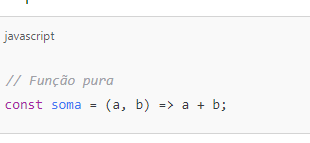 javascript
// Função pura
const soma = (a, b) => a + b;